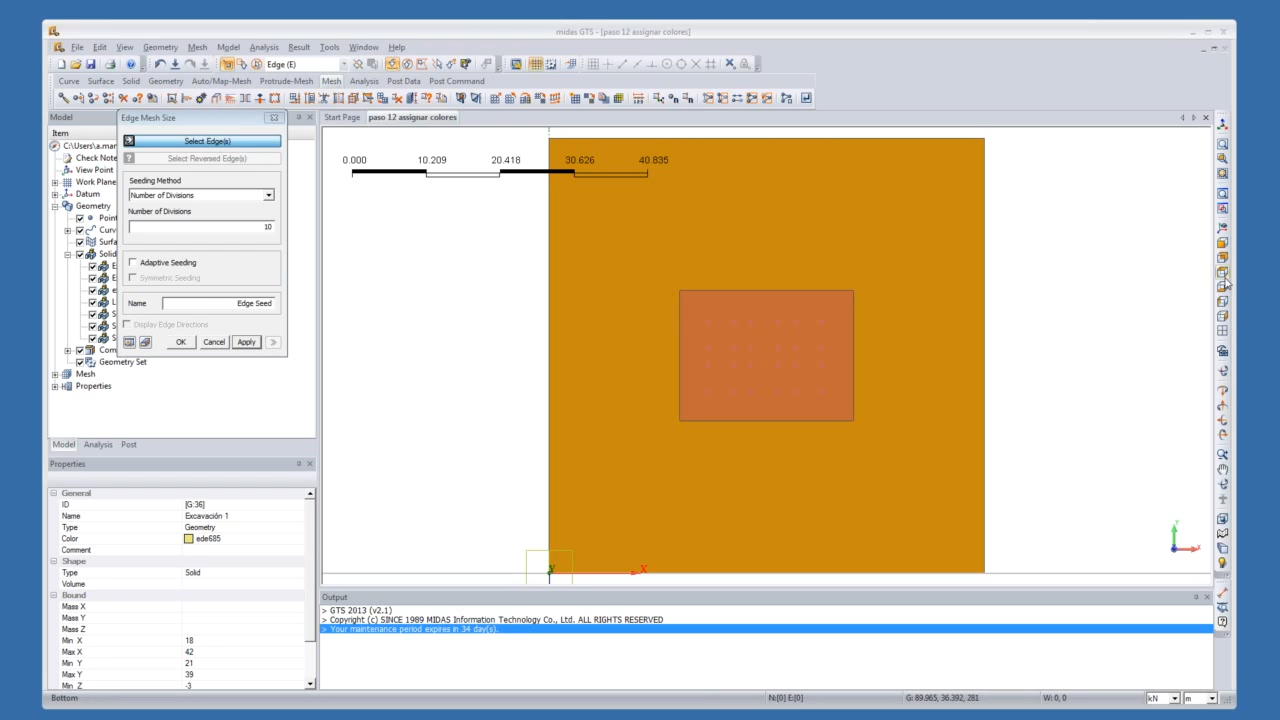 midas GTS - [paso 12 assignar colores]
File Edit View Geometry Mesh Model Analysis Result Tools Window Help
Edge (E)
Curve Surface Solid Geometry Auto/Map-Mesh Protrude-Mesh Mesh Analysis Post Data Post Command
Model
Item
C:\Users\a.mar
Check Note
View Point
Work Plane
Datum
Geometry
Point
Curv
Surfa
Solid
E
E
e
L
S
S
S
Com
Geometry Set
Mesh
Properties
Model Analysis Post
Edge Mesh Size
Select Edge(s)
Select Reversed Edge(s)
Seeding Method
Number of Divisions
Number of Divisions
10
Adaptive Seeding
Symmetric Seeding
Name Edge Seed
Display Edge Directions
OK Cancel Apply
Start Page paso 12 assignar colores
0.000 10.209 20.418 30.626 40.835
Y X
Y X
Properties
General
ID [G:36]
Name Excavación 1
Type Geometry
Color ede685
Comment
Shape
Type Solid
Volume
Bound
Mass X
Mass Y
Mass Z
Min X 18
Max X 42
Min Y 21
Max Y 39
Min Z -3
Output
> GTS 2013 (v2.1)
> Copyright (c) SINCE 1989 MIDAS Information Technology Co., Ltd. ALL RIGHTS RESERVED
> Your maintenance period expires in 34 day(s).
Bottom N:[0] E:[0] G: 89.965, 36.392, 281 W: 0, 0 kN m